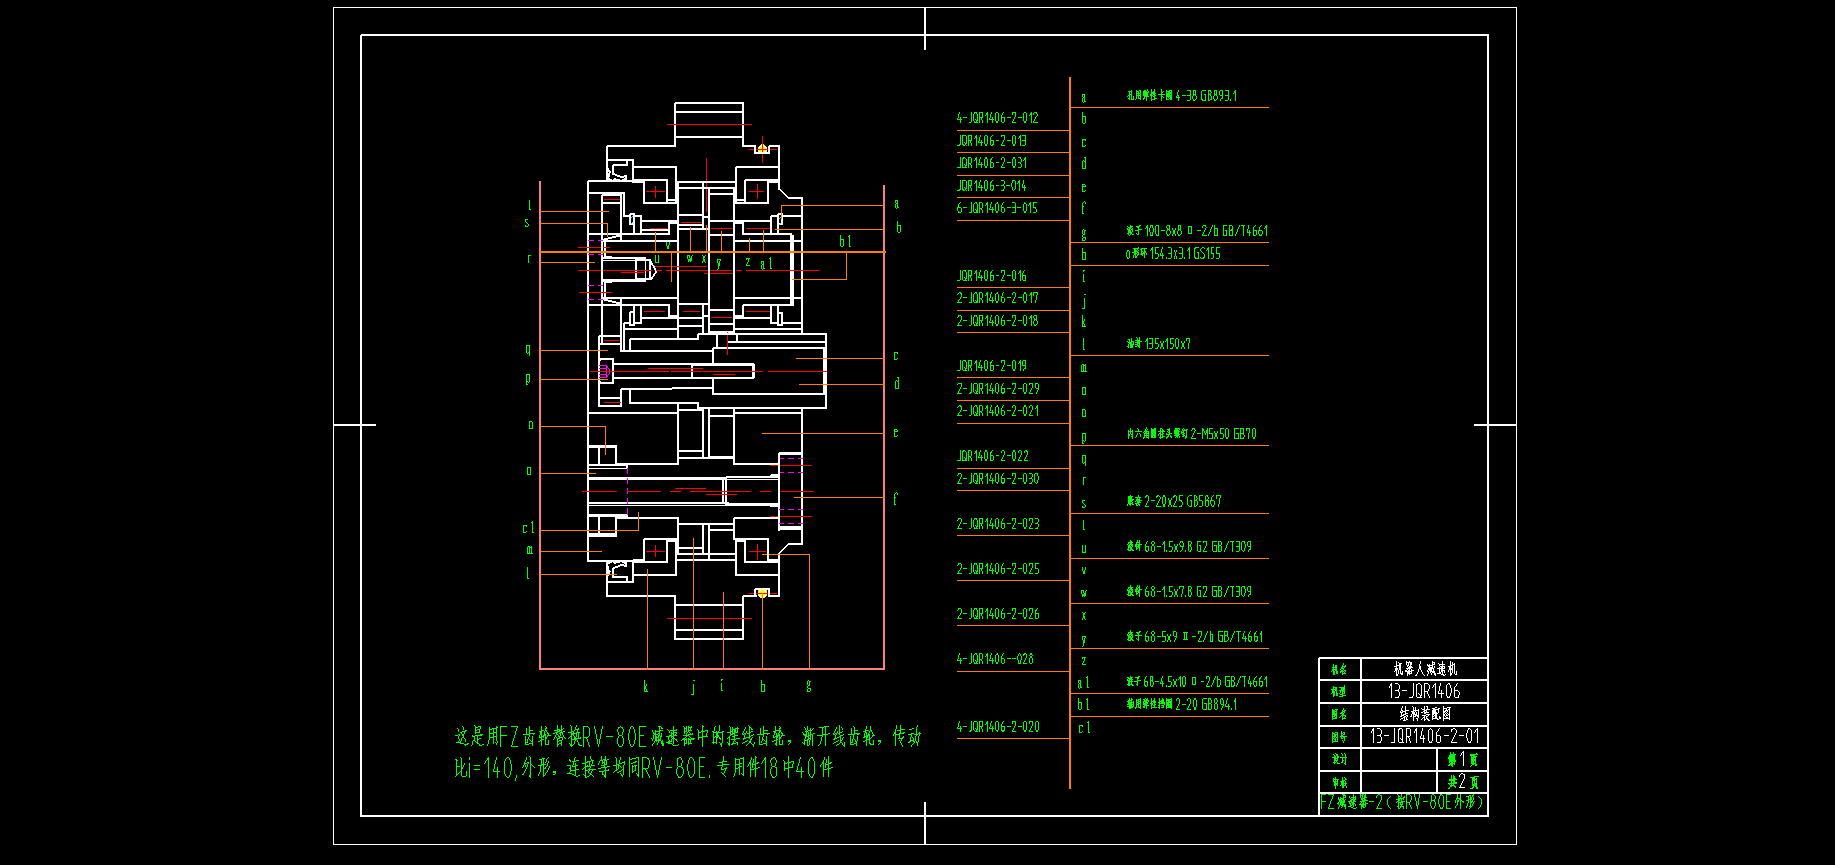 a 孔用弹性卡圈 4-38 GB893.1
4-JQR1406-2-012 b
JQR1406-2-013 c
JQR1406-2-031 d
JQR1406-3-014 e
6-JQR1406-3-015 f
g 滚子 100-8x8 Ⅱ-2/b GB/T4661
h o形环 154.3x3.1 GS155
JQR1406-2-016 i
2-JQR1406-2-017 j
2-JQR1406-2-018 k
l 油封 135x150x7
JQR1406-2-019 m
2-JQR1406-2-029 n
2-JQR1406-2-021 o
p 内六角圆柱头螺钉 2-M5x50 GB70
JQR1406-2-022 q
2-JQR1406-2-030 r
s 胀套 2-20x25 GB5867
2-JQR1406-2-023 t
u 滚针 68-1.5x9.8 G2 GB/T309
2-JQR1406-2-025 v
w 滚针 68-1.5x7.8 G2 GB/T309
2-JQR1406-2-026 x
y 滚子 68-5x9 Ⅱ-2/b GB/T4661
4-JQR1406--028 z
a1 滚子 68-4.5x10 Ⅱ-2/b GB/T4661
b1 轴用弹性挡圈 2-20 GB894.1
4-JQR1406-2-020 c1
t
s
r
q
p
o
n
c1
m
l
a
b
b1
v
u w x y z a1
c
d
e
f
k j i h g
这是用FZ齿轮替换RV-80E减速器中的摆线齿轮，渐开线齿轮，传动
比i=140,外形，连接等均同RV-80E.专用件18中40件
机名 机器人减速机
机型 13-JQR1406
图名 结构装配图
图号 13-JQR1406-2-01
设计 第1页
审核 共2页
FZ减速器-2(按RV-80E外形)